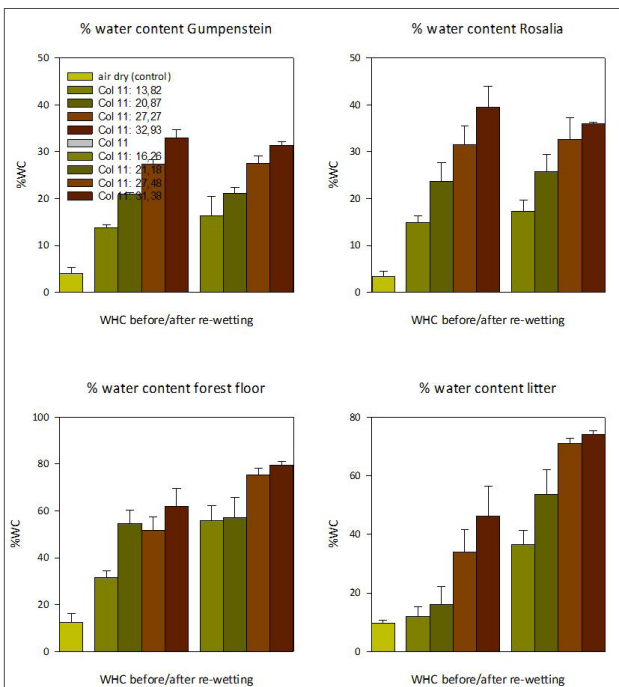 % water content Gumpenstein
50
40
30
20
10
0
%WC
air dry (control)
Col 11: 13,82
Col 11: 20,87
Col 11: 27,27
Col 11: 32,93
Col 11
Col 11: 16,26
Col 11: 21,18
Col 11: 27,48
Col 11: 31,38
WHC before/after re-wetting
% water content Rosalia
50
40
30
20
10
0
%WC
WHC before/after re-wetting
% water content forest floor
100
80
60
40
20
0
%WC
WHC before/after re-wetting
% water content litter
80
60
40
20
0
%WC
WHC before/after re-wetting